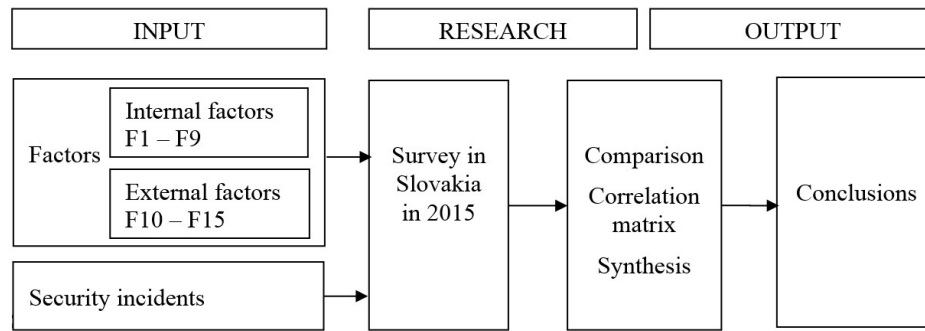 INPUT
RESEARCH
OUTPUT
Factors
Internal factors
F1 – F9
External factors
F10 – F15
Security incidents
Survey in
Slovakia
in 2015
Comparison
Correlation
matrix
Synthesis
Conclusions